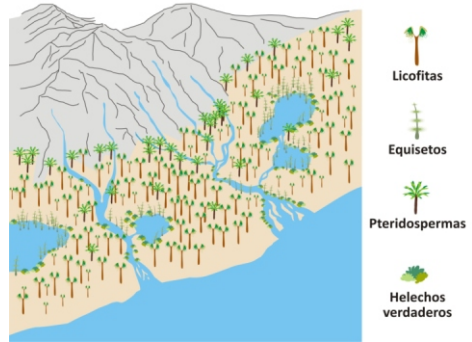 Licofitas
Equisetos
Pteridospermas
Helechos
verdaderos